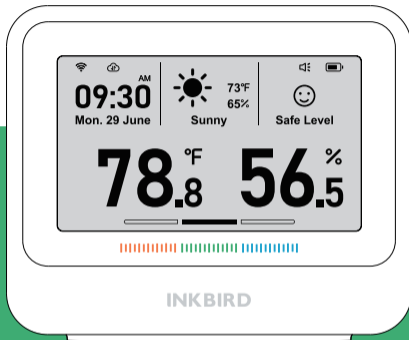 AM
09:30
Mon. 29 June
73°F
65%
Sunny
Safe Level
78.8 °F
56.5 %
INKBIRD